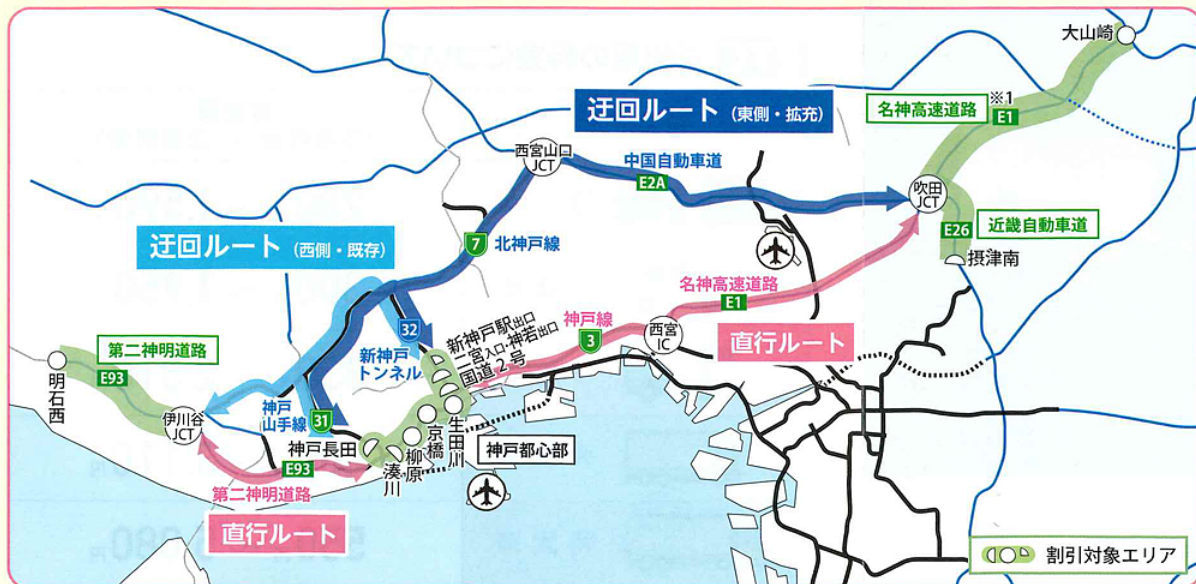 大山崎
※1
名神高速道路
E1
迂回ルート（東側・拡充）
西宮山口
JCT
中国自動車道
E2A
吹田
JCT
近畿自動車道
E26
摂津南
迂回ルート（西側・既存）
7
北神戸線
名神高速道路
E1
神戸線
3
西宮
IC
直行ルート
32
新神戸
トンネル
新神戸駅出口
二宮入口・神若出口
国道2号
第二神明道路
E93
明石西
伊川谷
JCT
神戸
山手線
31
神戸長田
湊川
柳原
京橋
生田川
神戸都心部
E93
第二神明道路
直行ルート
割引対象エリア